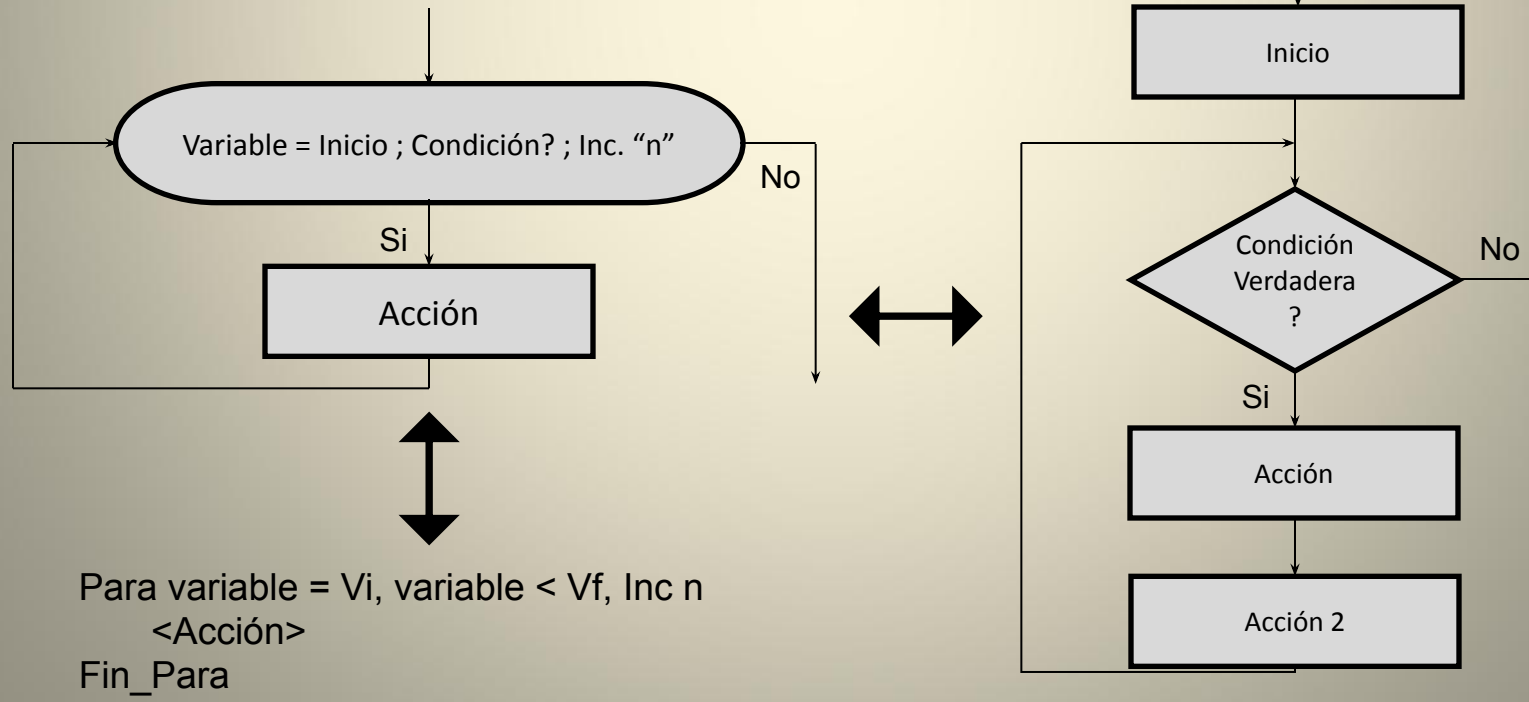 Variable = Inicio ; Condición? ; Inc. “n”
No
Si
Acción
Para variable = Vi, variable < Vf, Inc n
<Acción>
Fin_Para
Inicio
Condición
Verdadera
?
No
Si
Acción
Acción 2